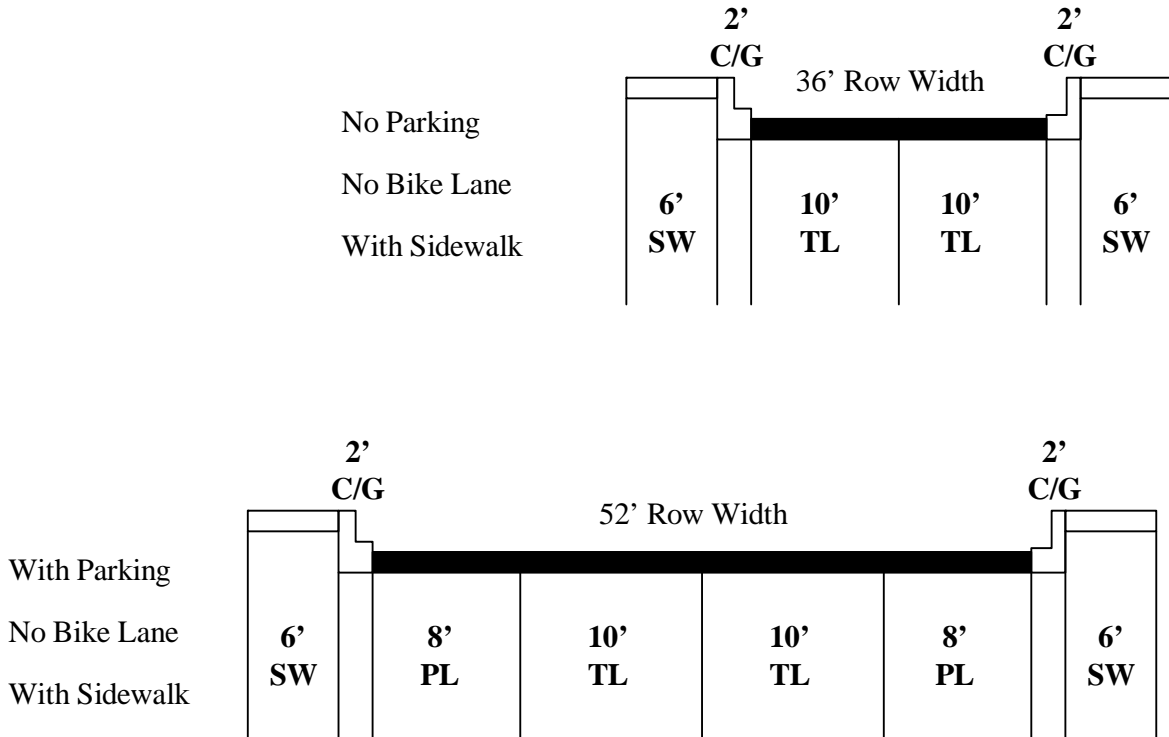 2’ 2’
C/G C/G
36’ Row Width
No Parking
No Bike Lane
6’ 10’ 10’ 6’
SW TL TL SW
With Sidewalk
2’ 2’
C/G C/G
52’ Row Width
With Parking
No Bike Lane
6’ 8’ 10’ 10’ 8’ 6’
SW PL TL TL PL SW
With Sidewalk